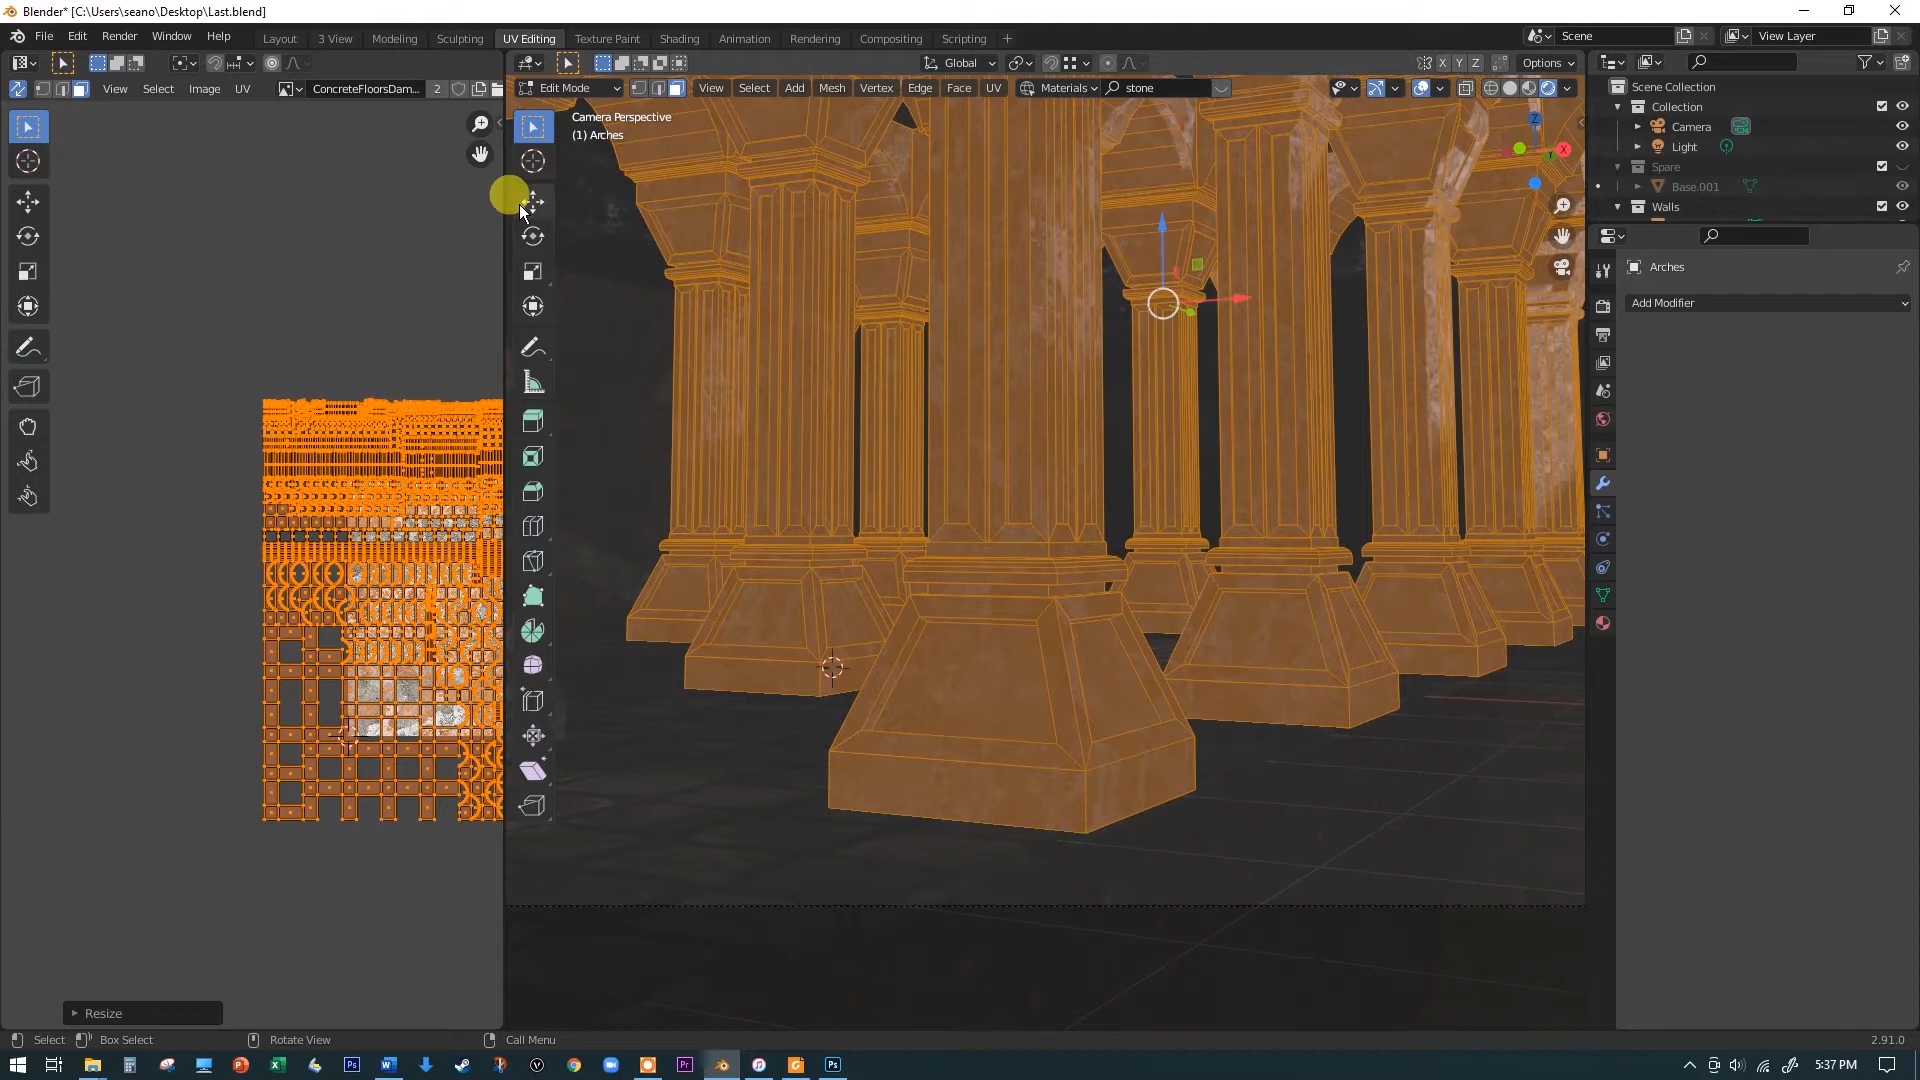 Blender* [C:\Users\seano\Desktop\Last.blend]
File Edit Render Window Help
Layout 3 View Modeling Sculpting UV Editing Texture Paint Shading Animation Rendering Compositing Scripting +
Scene View Layer
Global X Y Z Options
View Select Image UV ConcreteFloorsDam... 2
Edit Mode View Select Add Mesh Vertex Edge Face UV Materials stone
Camera Perspective
(1) Arches
Z
X
Scene Collection
Collection
Camera
Light
Spare
Base.001
Walls
Arches
Add Modifier
Resize
Select Box Select Rotate View Call Menu 2.91.0
5:37 PM